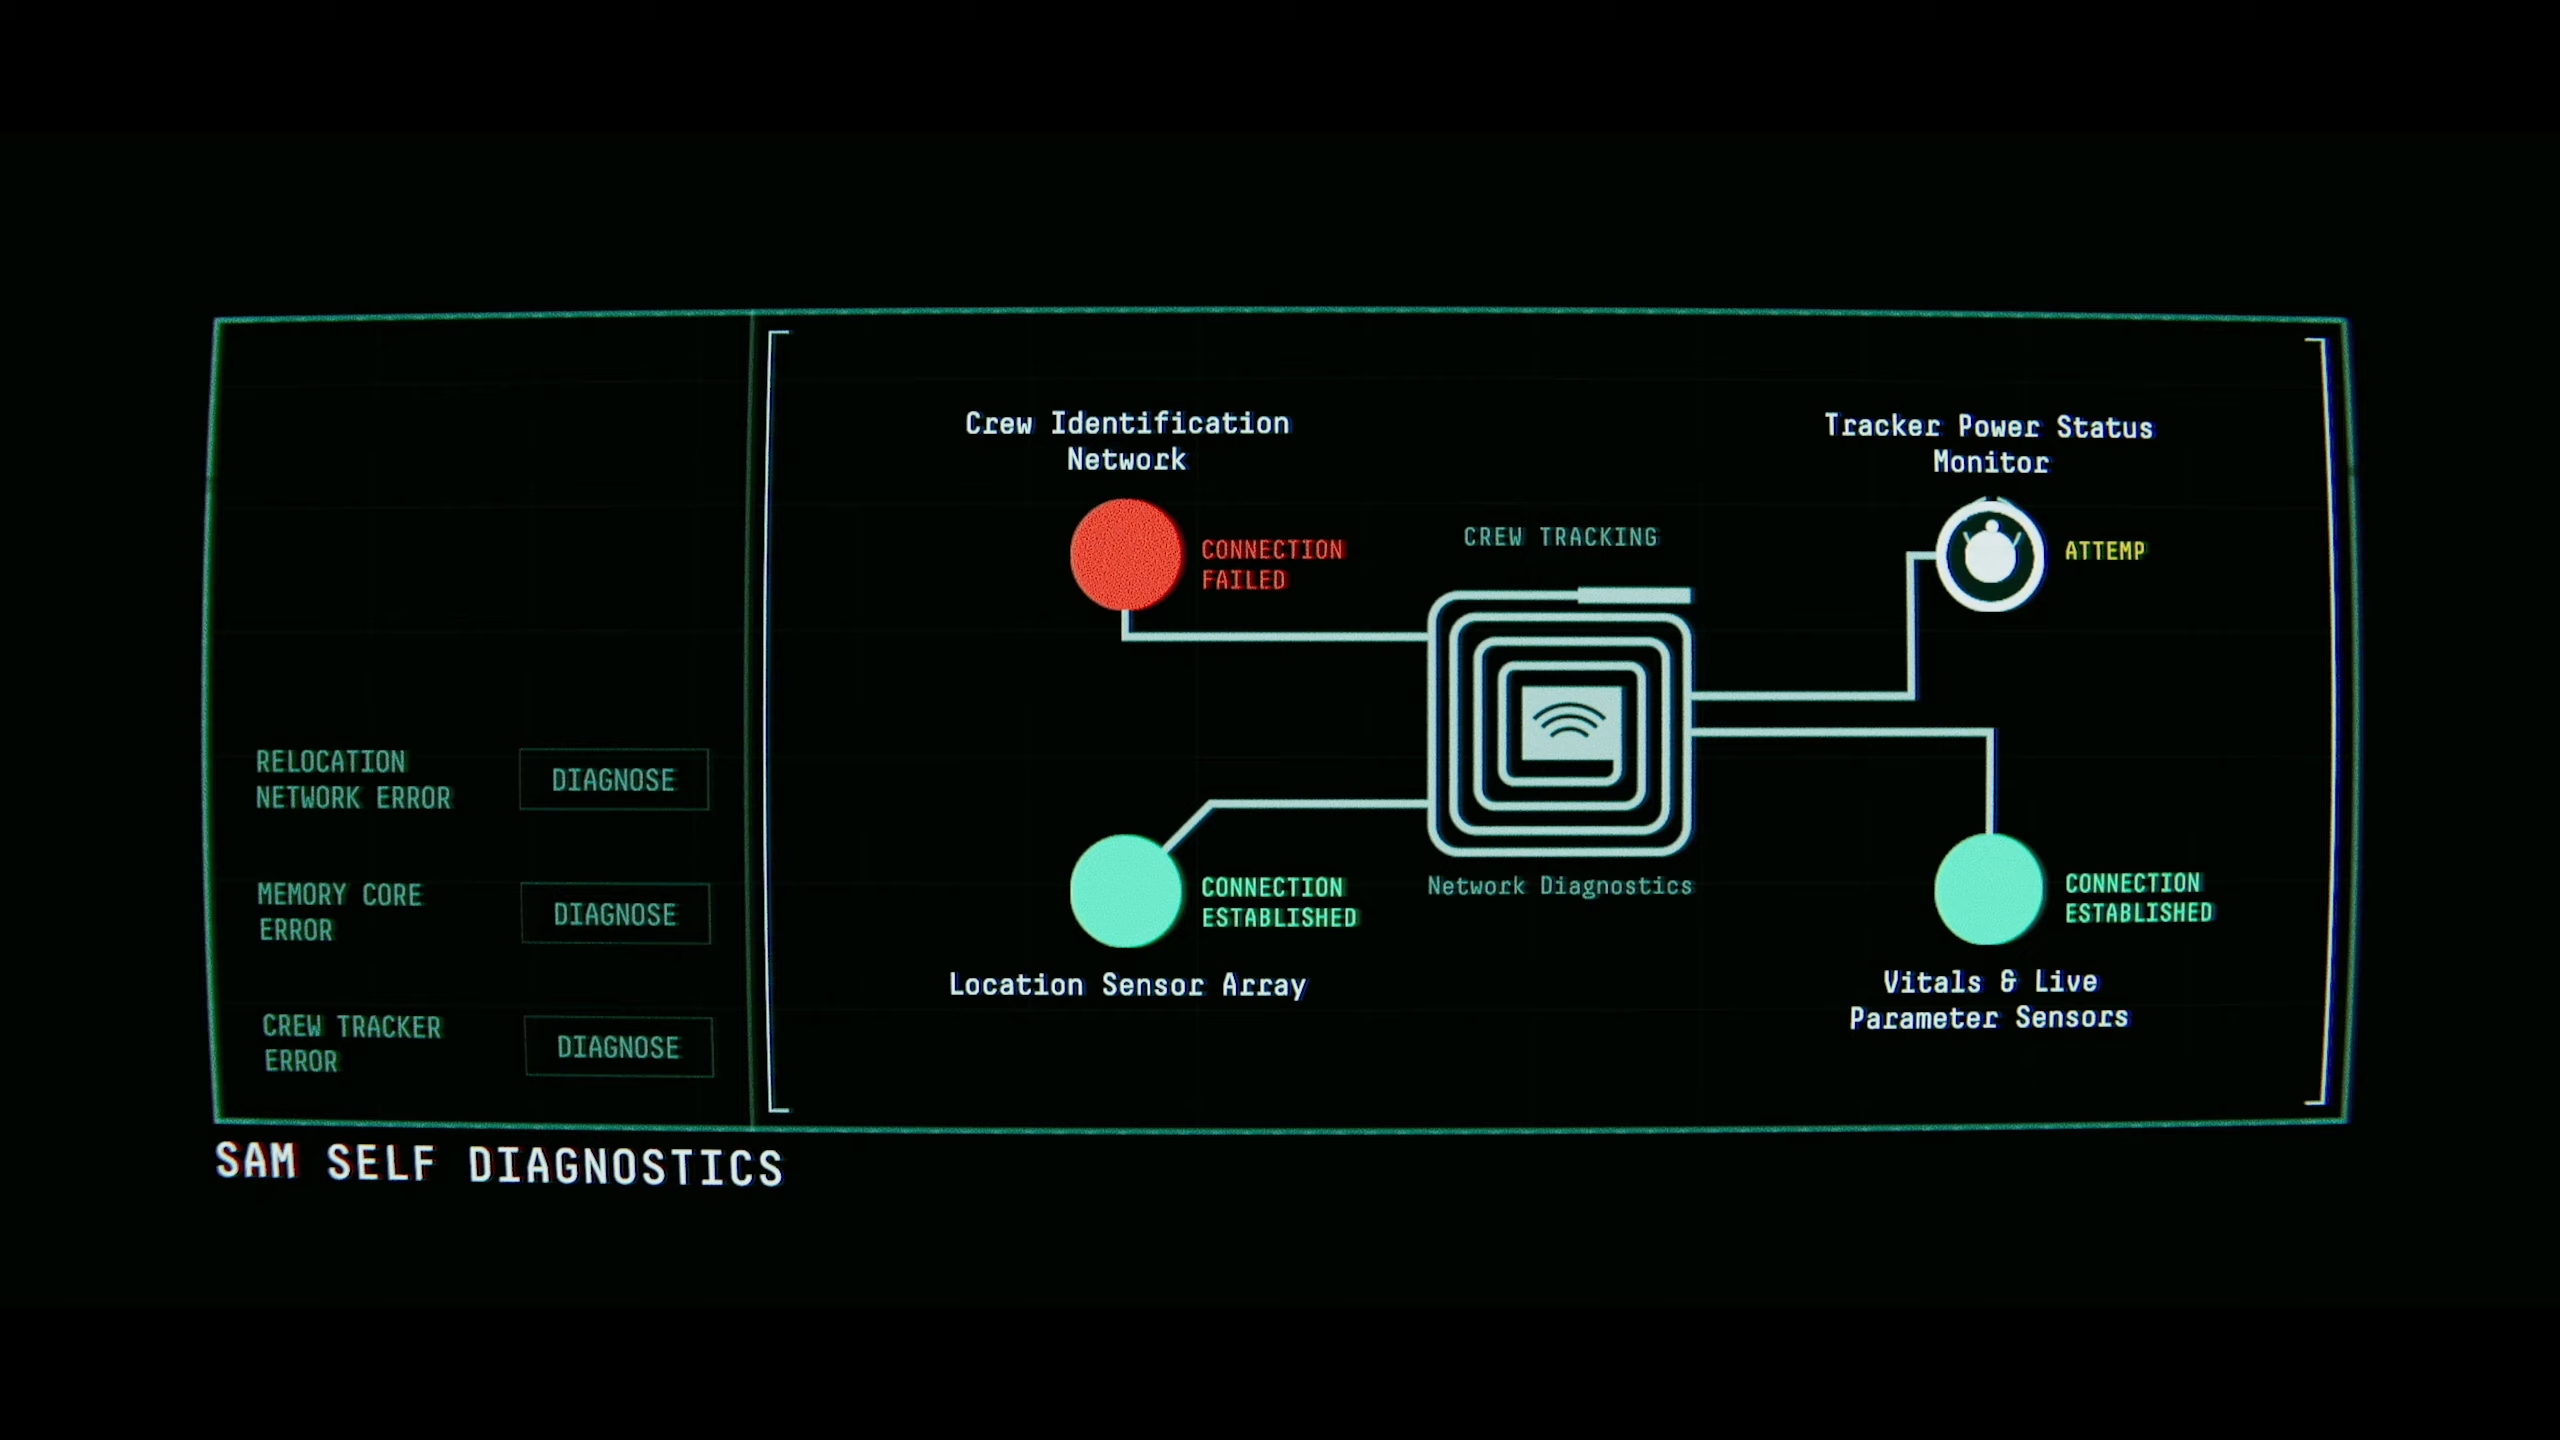 RELOCATION
NETWORK ERROR
DIAGNOSE
MEMORY CORE
ERROR
DIAGNOSE
CREW TRACKER
ERROR
DIAGNOSE
Crew Identification
Network
CONNECTION
FAILED
CREW TRACKING
Network Diagnostics
Tracker Power Status
Monitor
ATTEMP
CONNECTION
ESTABLISHED
Location Sensor Array
CONNECTION
ESTABLISHED
Vitals & Live
Parameter Sensors
SAM SELF DIAGNOSTICS